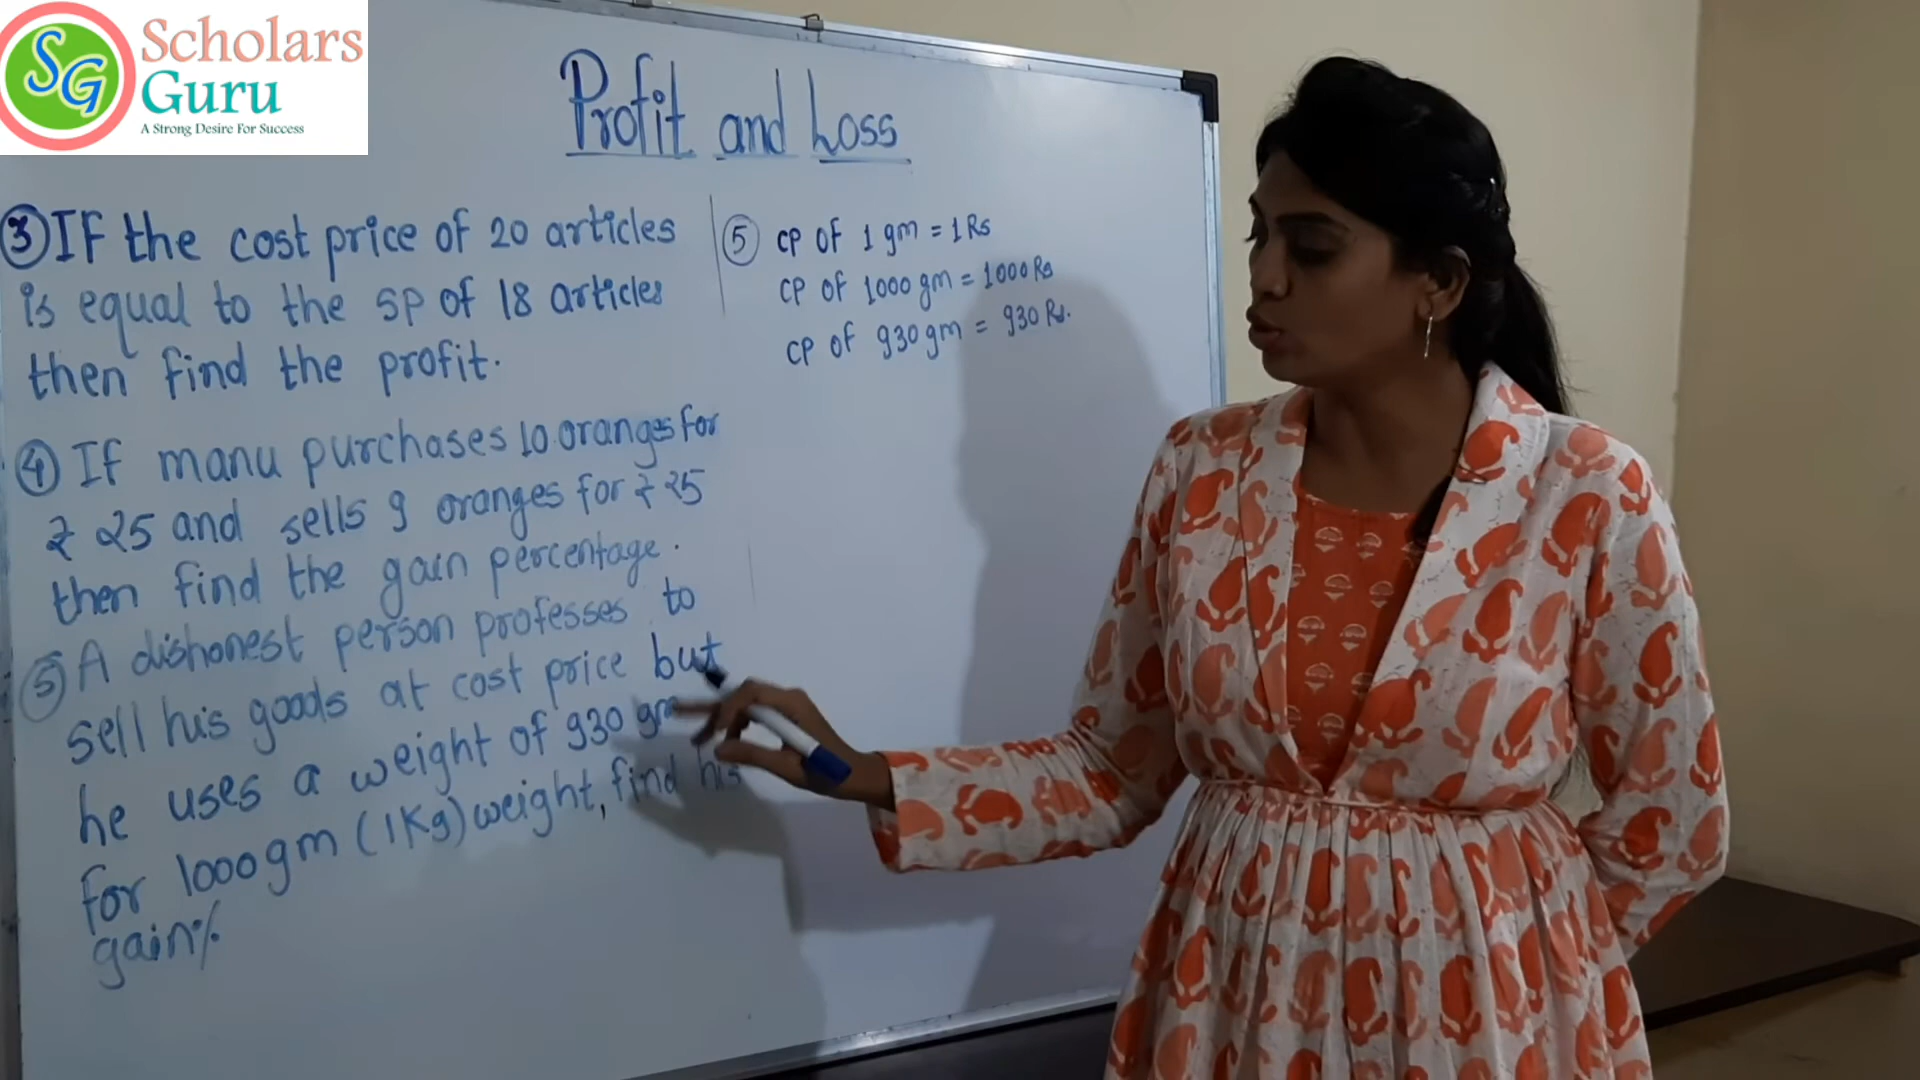 SG Scholars
Guru
A Strong Desire For Success
Profit and Loss
③ IF the cost price of 20 articles
is equal to the SP of 18 articles
then find the profit.
④ If manu purchases 10 oranges for
₹ 25 and sells 9 oranges for ₹ 25
then find the gain percentage.
⑤ A dishonest person professes to
sell his goods at cost price but
he uses a weight of 930 gm
for 1000gm (1Kg) weight, find his
gain%
⑤ CP OF 1 gm = 1 Rs
CP OF 1000 gm = 1000 Rs
CP OF 930 gm = 930 Rs.